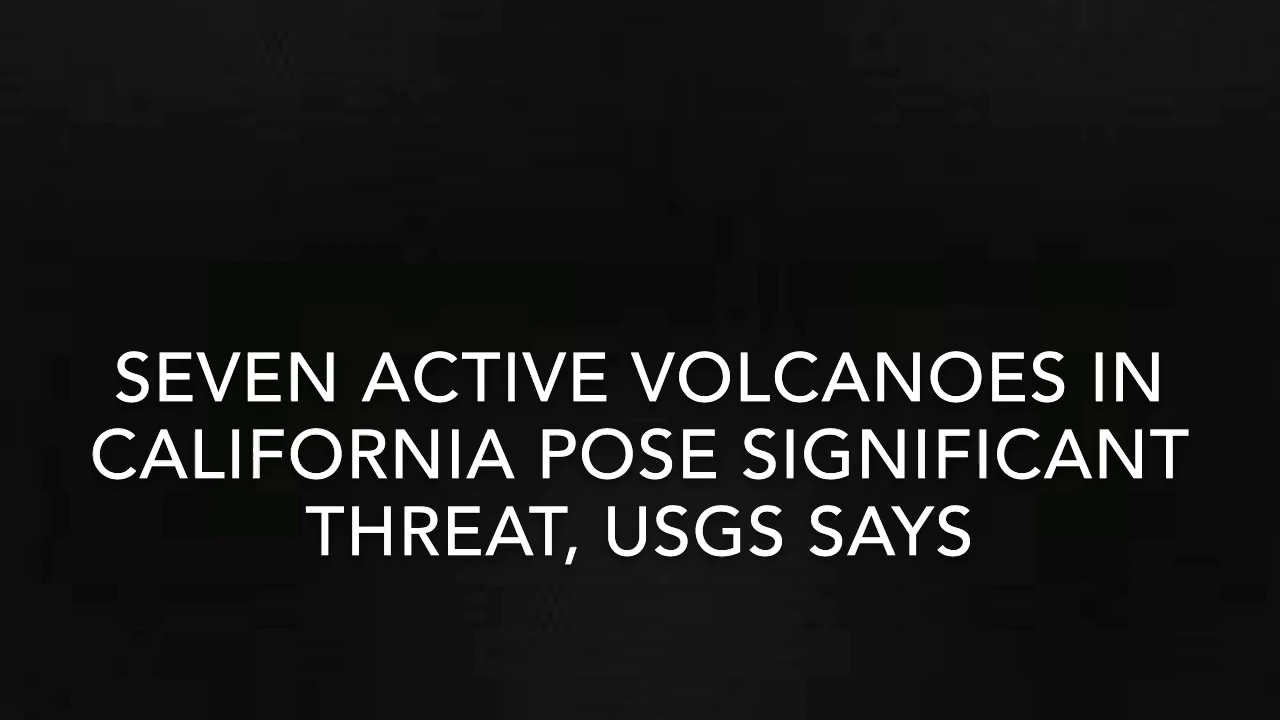 SEVEN ACTIVE VOLCANOES IN
CALIFORNIA POSE SIGNIFICANT
THREAT, USGS SAYS